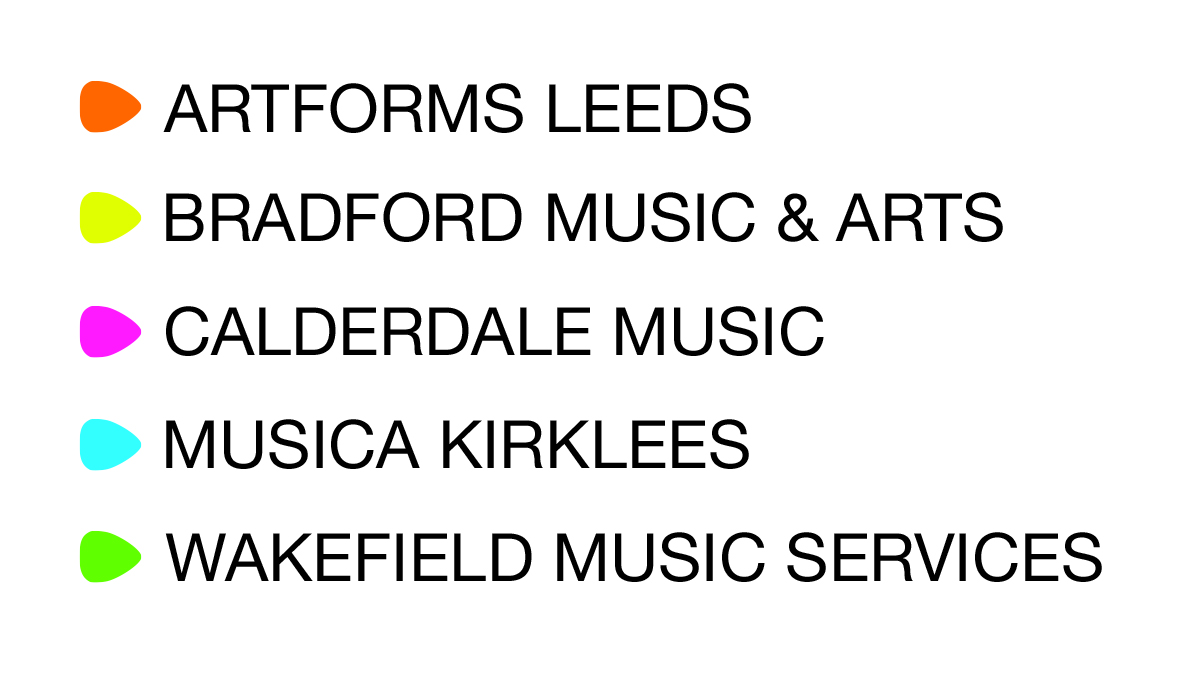 ARTFORMS LEEDS
BRADFORD MUSIC & ARTS
CALDERDALE MUSIC
MUSICA KIRKLEES
WAKEFIELD MUSIC SERVICES